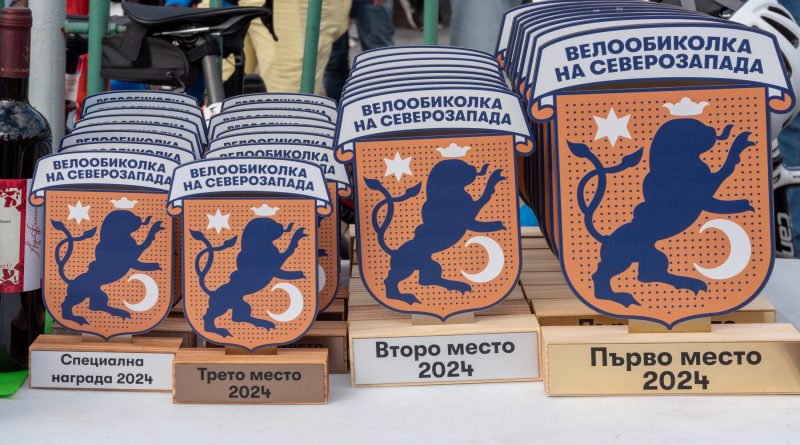 ВЕЛООБИКОЛКА
НА СЕВЕРОЗАПАДА
Специална
награда 2024
ВЕЛООБИКОЛКА
НА СЕВЕРОЗАПАДА
Трето място
2024
ВЕЛООБИКОЛКА
НА СЕВЕРОЗАПАДА
Второ място
2024
ВЕЛООБИКОЛКА
НА СЕВЕРОЗАПАДА
Първо място
2024